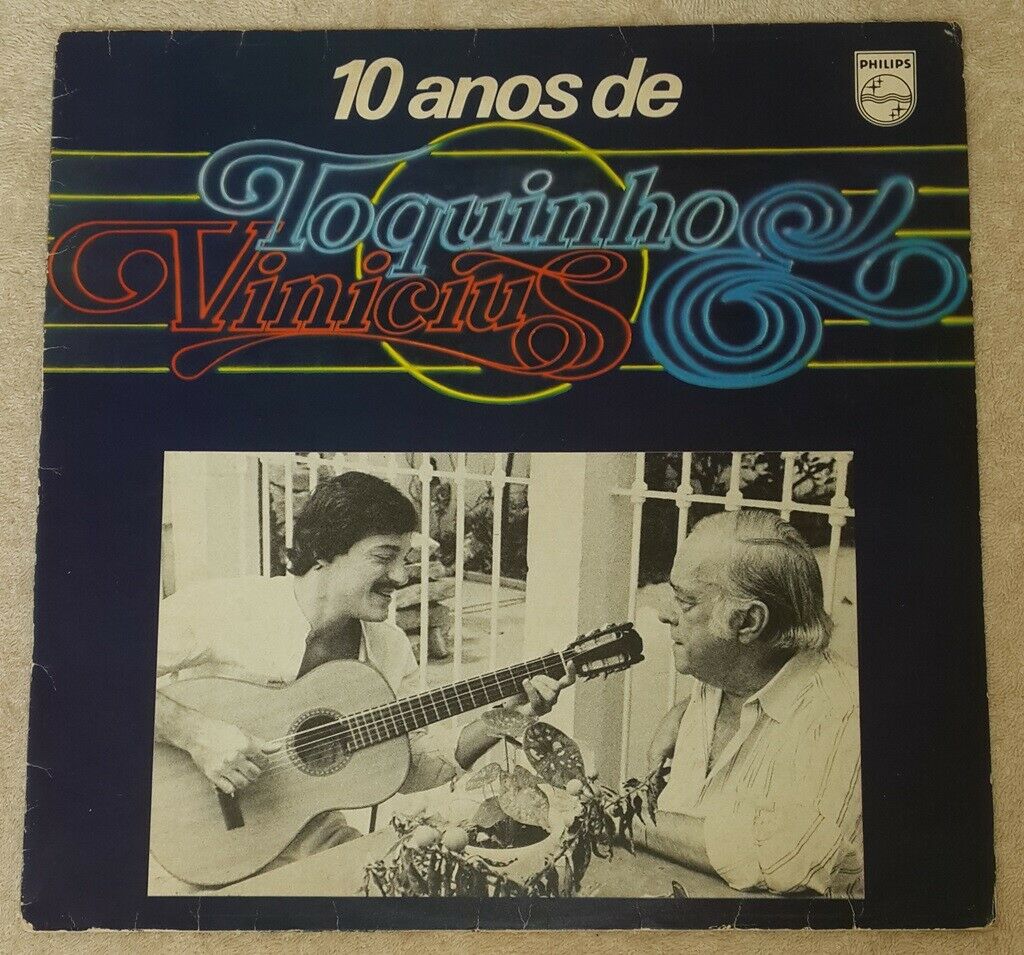 10 anos de
PHILIPS
Toquinho &
Vinicius